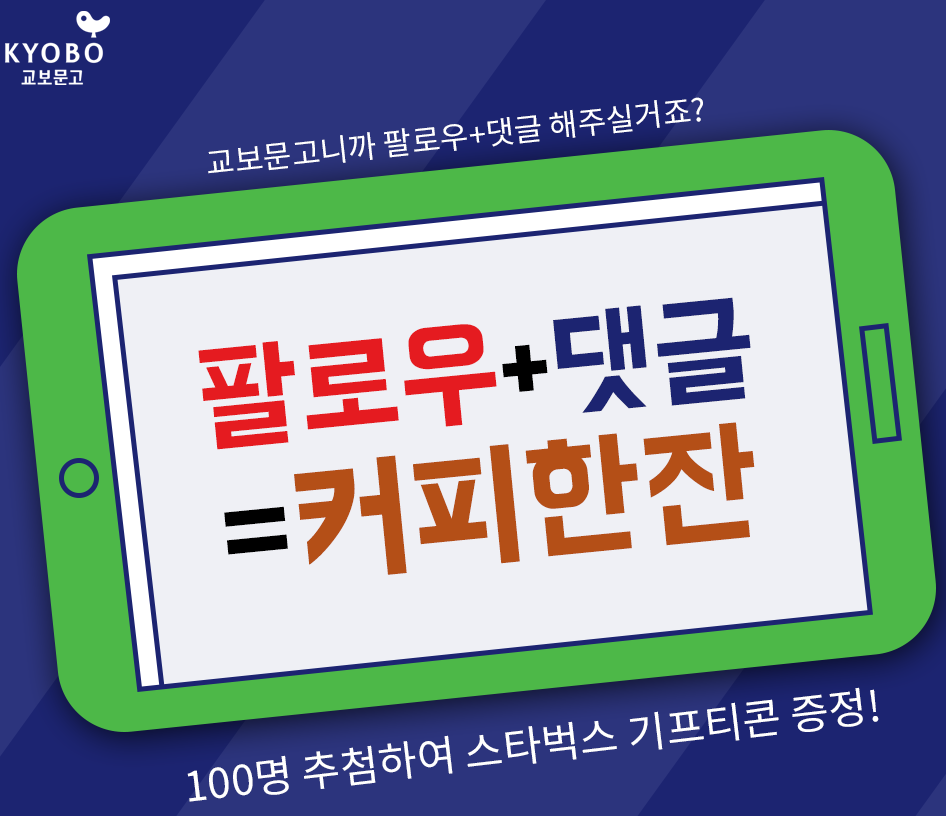 KYOBO
교보문고
교보문고니까 팔로우+댓글 해주실거죠?
팔로우+댓글
=커피한잔
100명 추첨하여 스타벅스 기프티콘 증정!